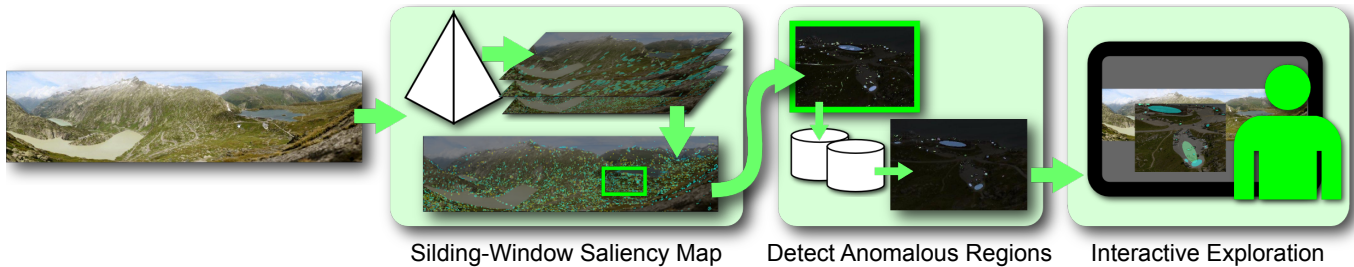 Silding-Window Saliency Map
Detect Anomalous Regions
Interactive Exploration